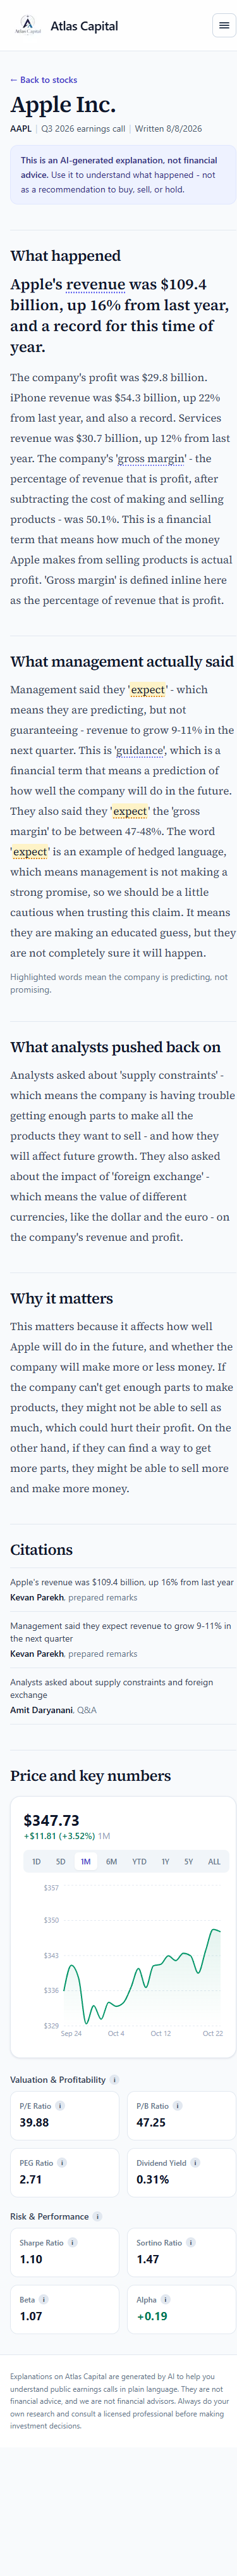 Atlas Capital
Atlas Capital
← Back to stocks
Apple Inc.
AAPL | Q3 2026 earnings call | Written 8/8/2026
This is an AI-generated explanation, not financial
advice. Use it to understand what happened - not
as a recommendation to buy, sell, or hold.
What happened
Apple's revenue was $109.4
billion, up 16% from last year,
and a record for this time of
year.
The company's profit was $29.8 billion.
iPhone revenue was $54.3 billion, up 22%
from last year, and also a record. Services
revenue was $30.7 billion, up 12% from last
year. The company's 'gross margin' - the
percentage of revenue that is profit, after
subtracting the cost of making and selling
products - was 50.1%. This is a financial
term that means how much of the money
Apple makes from selling products is actual
profit. 'Gross margin' is defined inline here
as the percentage of revenue that is profit.
What management actually said
Management said they 'expect' - which
means they are predicting, but not
guaranteeing - revenue to grow 9-11% in the
next quarter. This is 'guidance', which is a
financial term that means a prediction of
how well the company will do in the future.
They also said they 'expect' the 'gross
margin' to be between 47-48%. The word
'expect' is an example of hedged language,
which means management is not making a
strong promise, so we should be a little
cautious when trusting this claim. It means
they are making an educated guess, but they
are not completely sure it will happen.
Highlighted words mean the company is predicting, not
promising.
What analysts pushed back on
Analysts asked about 'supply constraints' -
which means the company is having trouble
getting enough parts to make all the
products they want to sell - and how they
will affect future growth. They also asked
about the impact of 'foreign exchange' -
which means the value of different
currencies, like the dollar and the euro - on
the company's revenue and profit.
Why it matters
This matters because it affects how well
Apple will do in the future, and whether the
company will make more or less money. If
the company can't get enough parts to make
products, they might not be able to sell as
much, which could hurt their profit. On the
other hand, if they can find a way to get
more parts, they might be able to sell more
and make more money.
Citations
Apple's revenue was $109.4 billion, up 16% from last year
Kevan Parekh, prepared remarks
Management said they expect revenue to grow 9-11% in
the next quarter
Kevan Parekh, prepared remarks
Analysts asked about supply constraints and foreign
exchange
Amit Daryanani, Q&A
Price and key numbers
$347.73
+$11.81 (+3.52%) 1M
1D 5D 1M 6M YTD 1Y 5Y ALL
$357
$350
$343
$336
$329
Sep 24 Oct 4 Oct 12 Oct 22
Valuation & Profitability i
P/E Ratio i
39.88
P/B Ratio i
47.25
PEG Ratio i
2.71
Dividend Yield i
0.31%
Risk & Performance i
Sharpe Ratio i
1.10
Sortino Ratio i
1.47
Beta i
1.07
Alpha i
+0.19
Explanations on Atlas Capital are generated by AI to help you
understand public earnings calls in plain language. They are not
financial advice, and we are not financial advisors. Always do your
own research and consult a licensed professional before making
investment decisions.